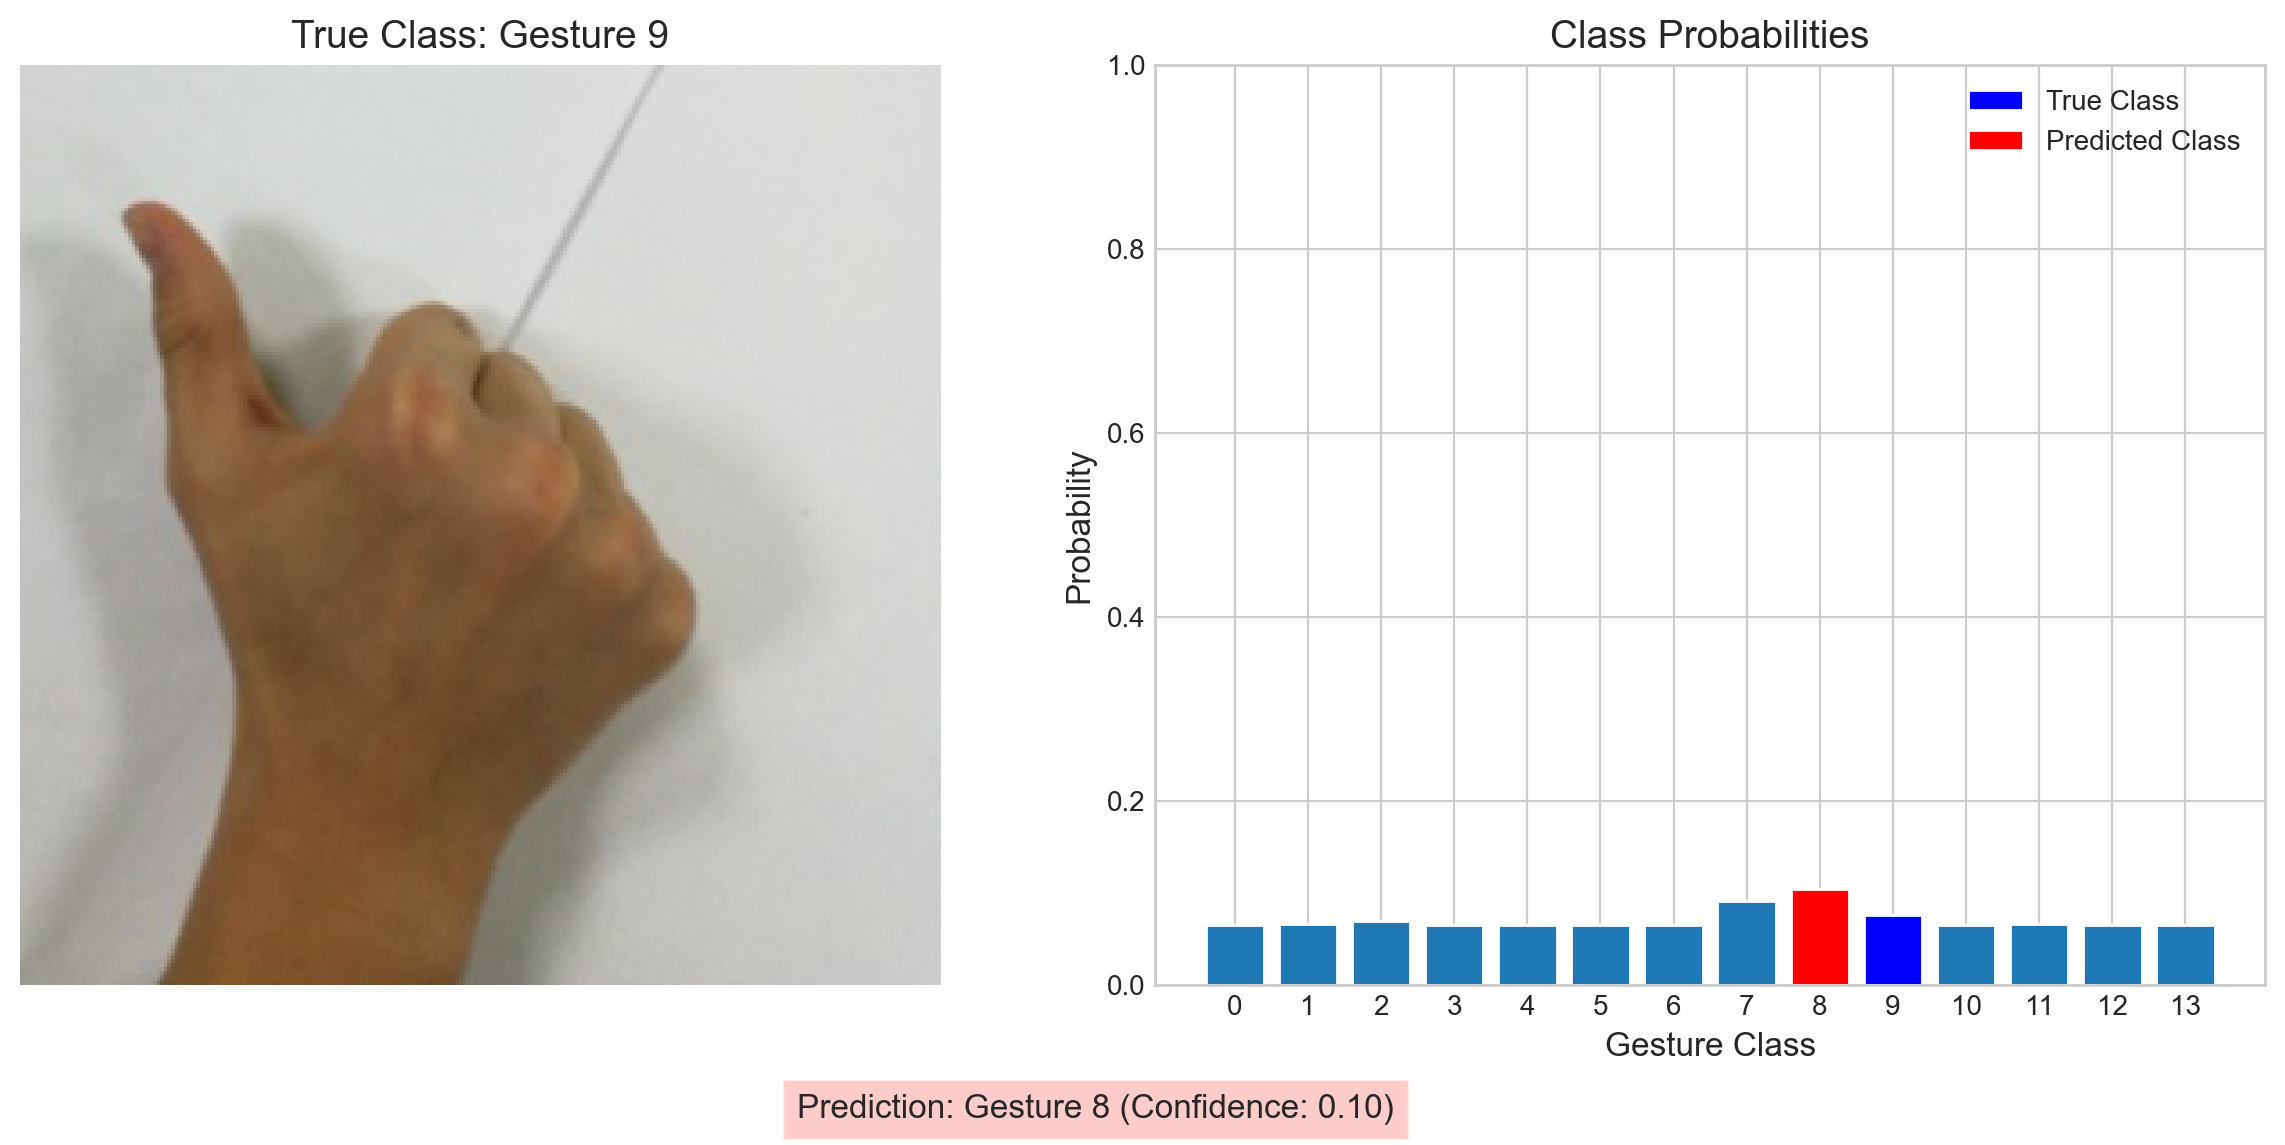 True Class: Gesture 9
Class Probabilities
1.0
0.8
0.6
0.4
0.2
0.0
Probability
True Class
Predicted Class
0 1 2 3 4 5 6 7 8 9 10 11 12 13
Gesture Class
Prediction: Gesture 8 (Confidence: 0.10)